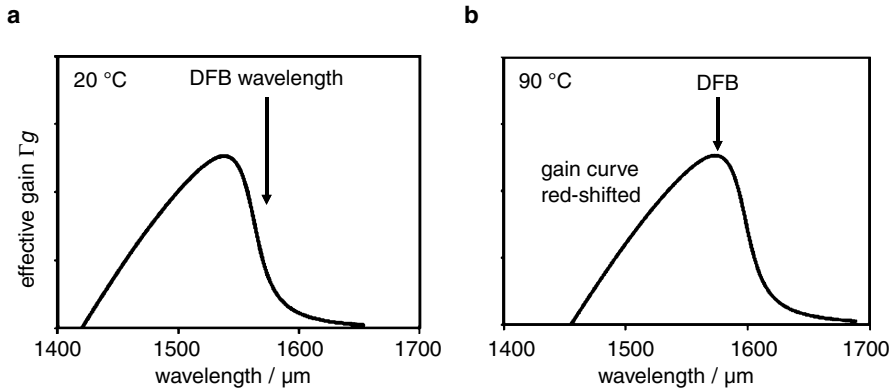 a
20 °C
DFB wavelength
effective gain Γg
1400
1500
1600
1700
wavelength / µm
b
90 °C
DFB
gain curve
red-shifted
1400
1500
1600
1700
wavelength / µm